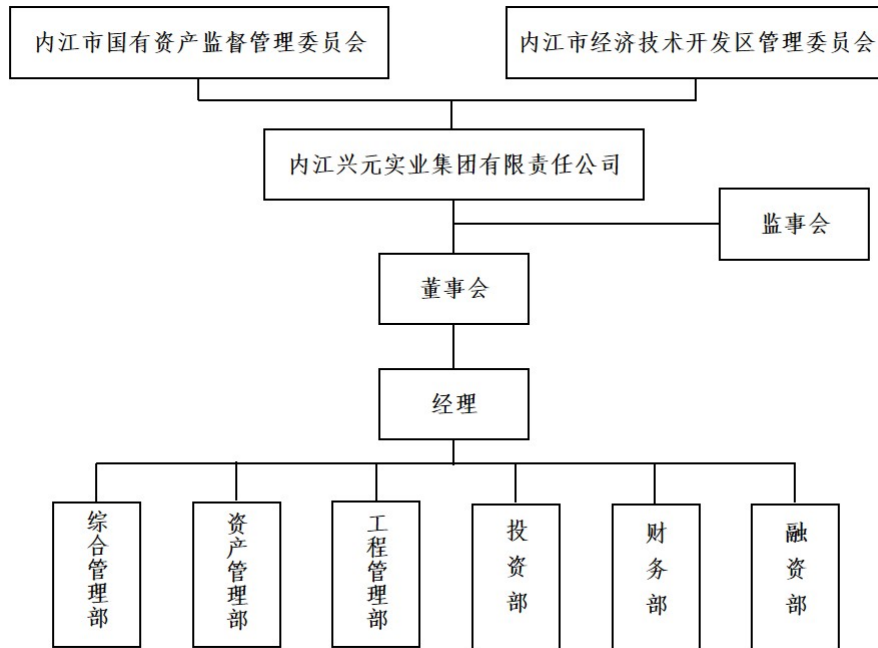 内江市国有资产监督管理委员会
内江市经济技术开发区管理委员会
内江兴元实业集团有限责任公司
监事会
董事会
经理
综合管理部
资产管理部
工程管理部
投资部
财务部
融资部